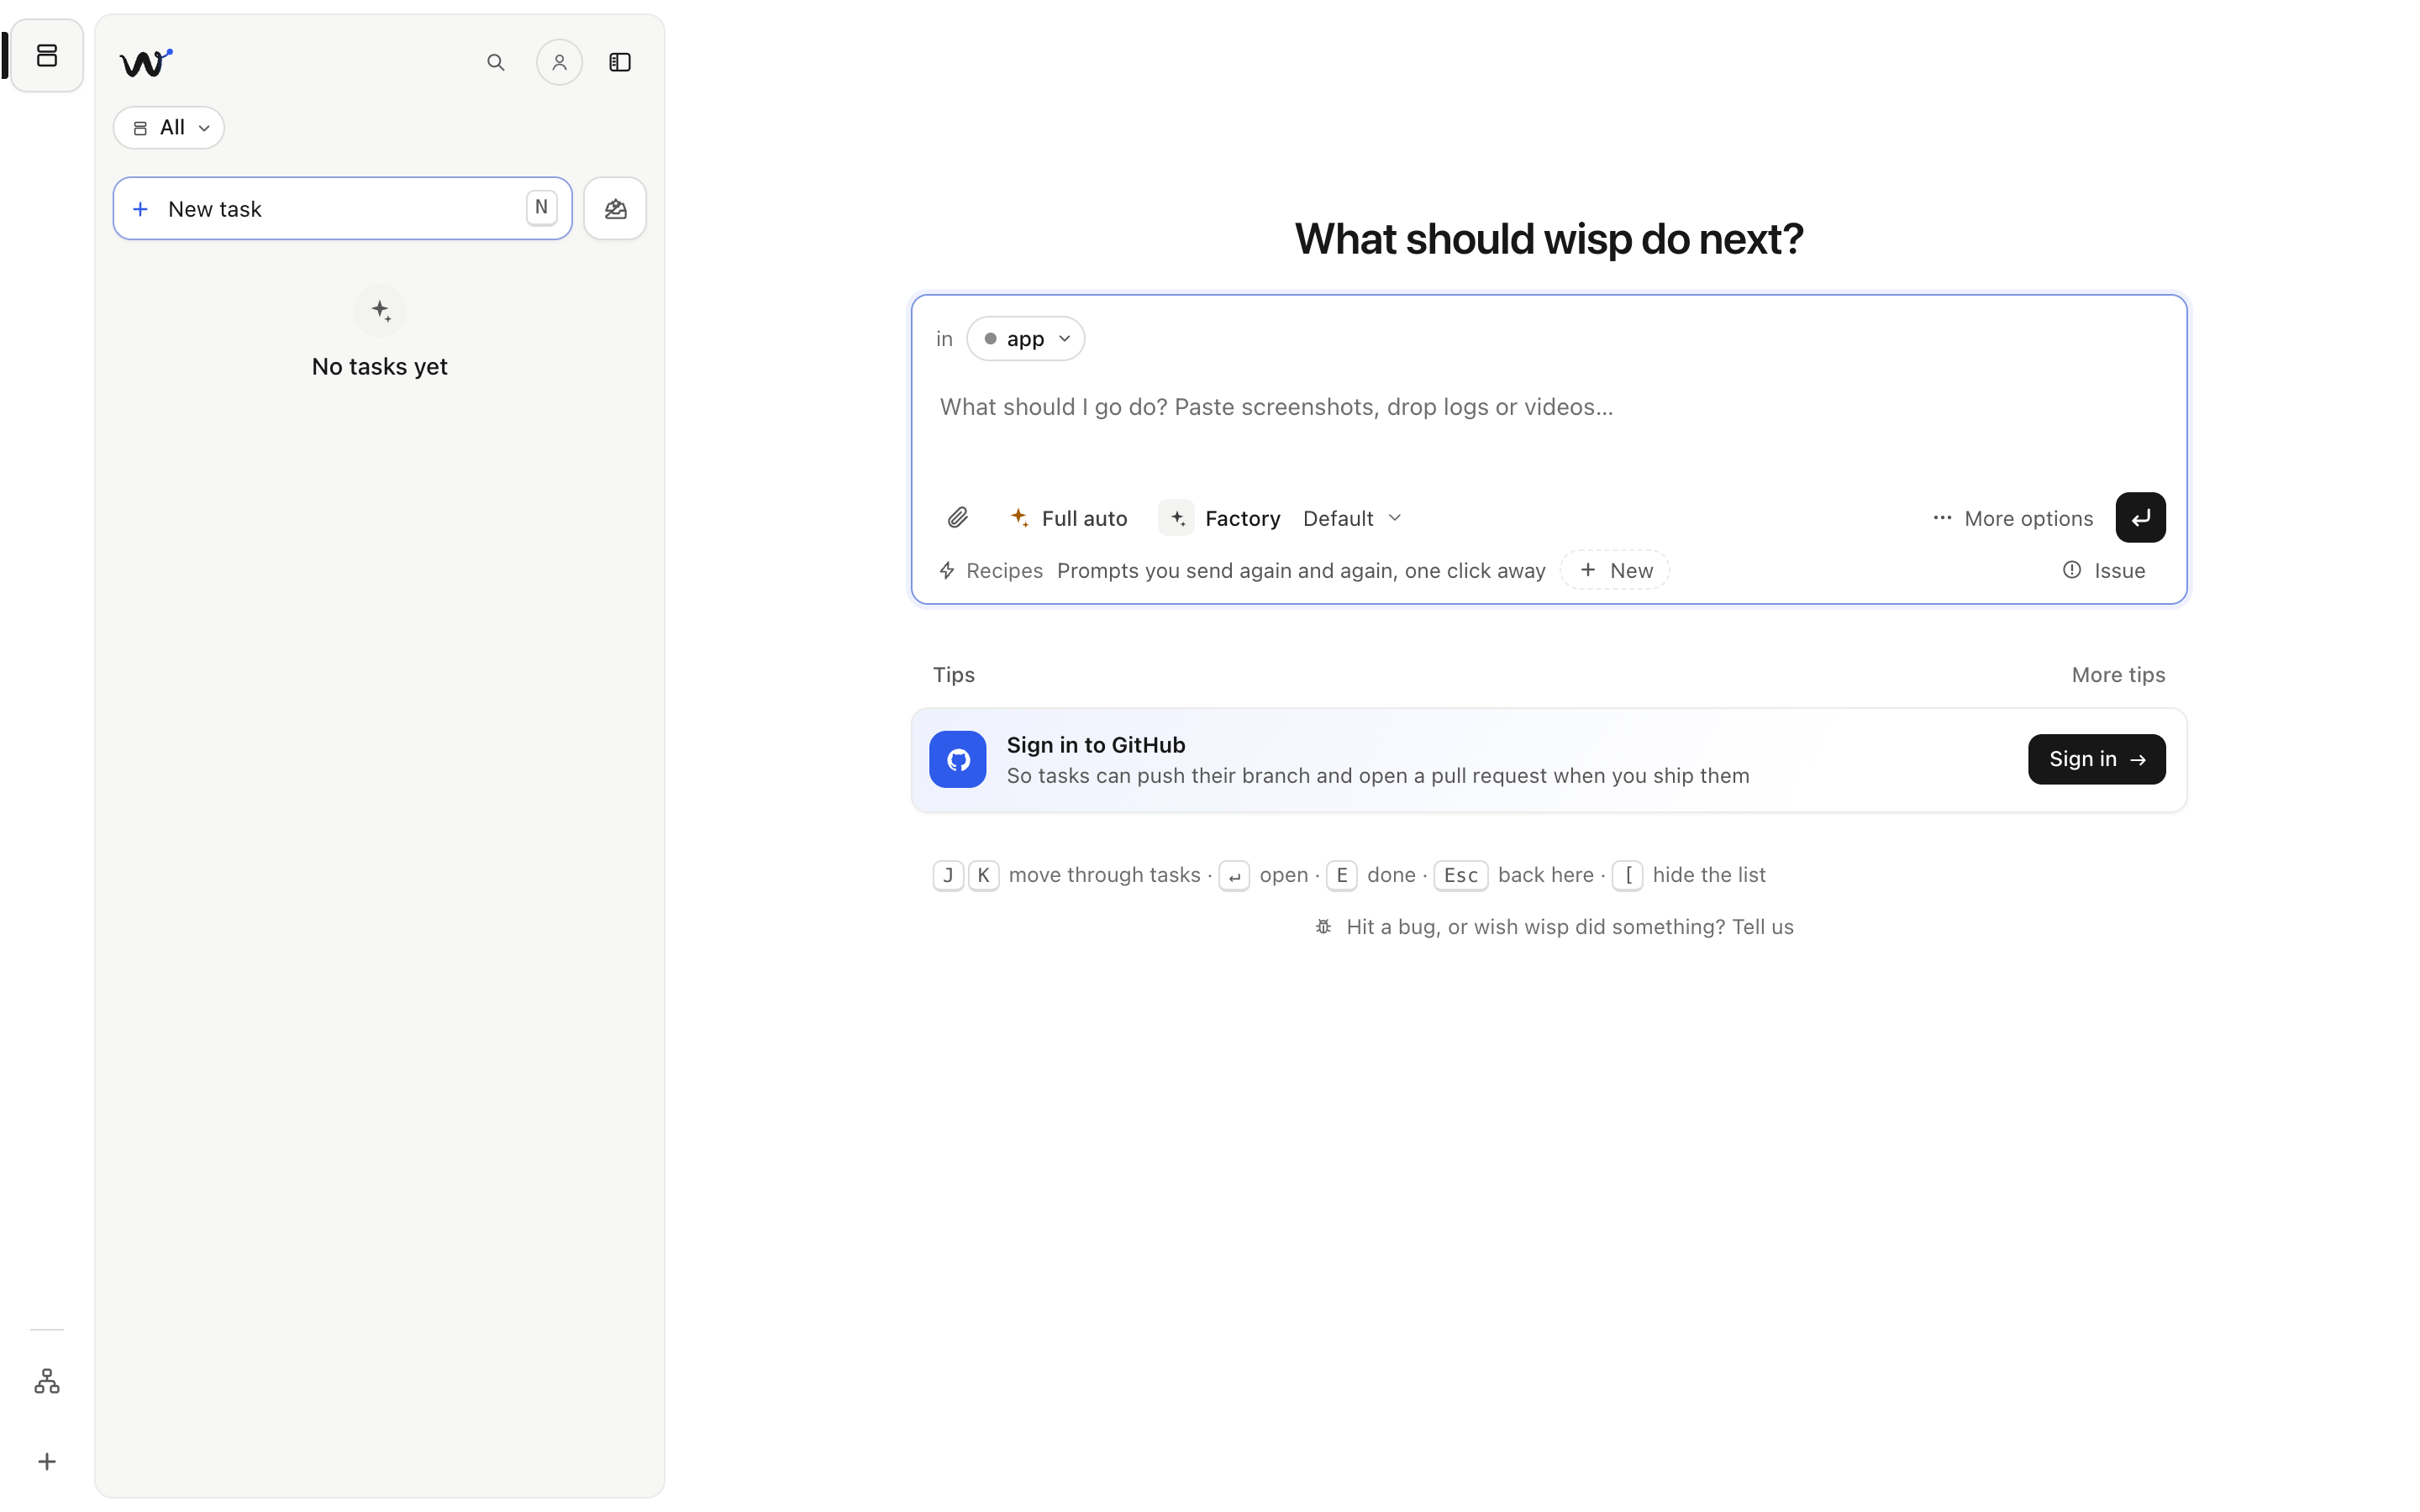 All
New task N
No tasks yet
What should wisp do next?
in app
What should I go do? Paste screenshots, drop logs or videos...
Full auto Factory Default More options
Recipes Prompts you send again and again, one click away New Issue
Tips More tips
Sign in to GitHub
So tasks can push their branch and open a pull request when you ship them
Sign in →
J K move through tasks · ↵ open · E done · Esc back here · [ hide the list
Hit a bug, or wish wisp did something? Tell us